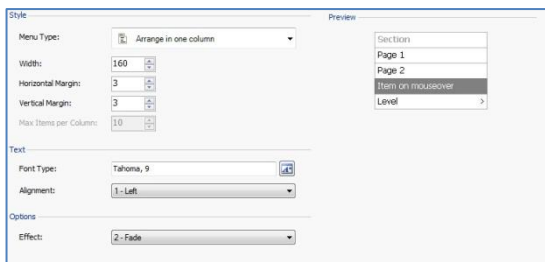 Style
Menu Type: Arrange in one column
Width: 160
Horizontal Margin: 3
Vertical Margin: 3
Max Items per Column: 10
Text
Font Type: Tahoma, 9
Alignment: 1 - Left
Options
Effect: 2 - Fade
Preview
Section
Page 1
Page 2
Item on mouseover
Level >